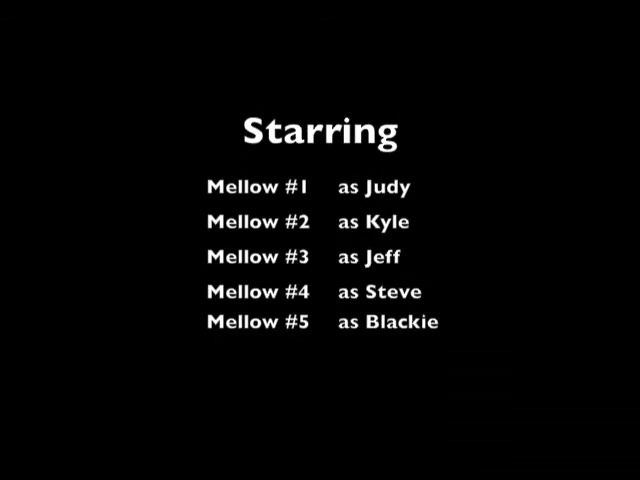 Starring
Mellow #1 as Judy
Mellow #2 as Kyle
Mellow #3 as Jeff
Mellow #4 as Steve
Mellow #5 as Blackie